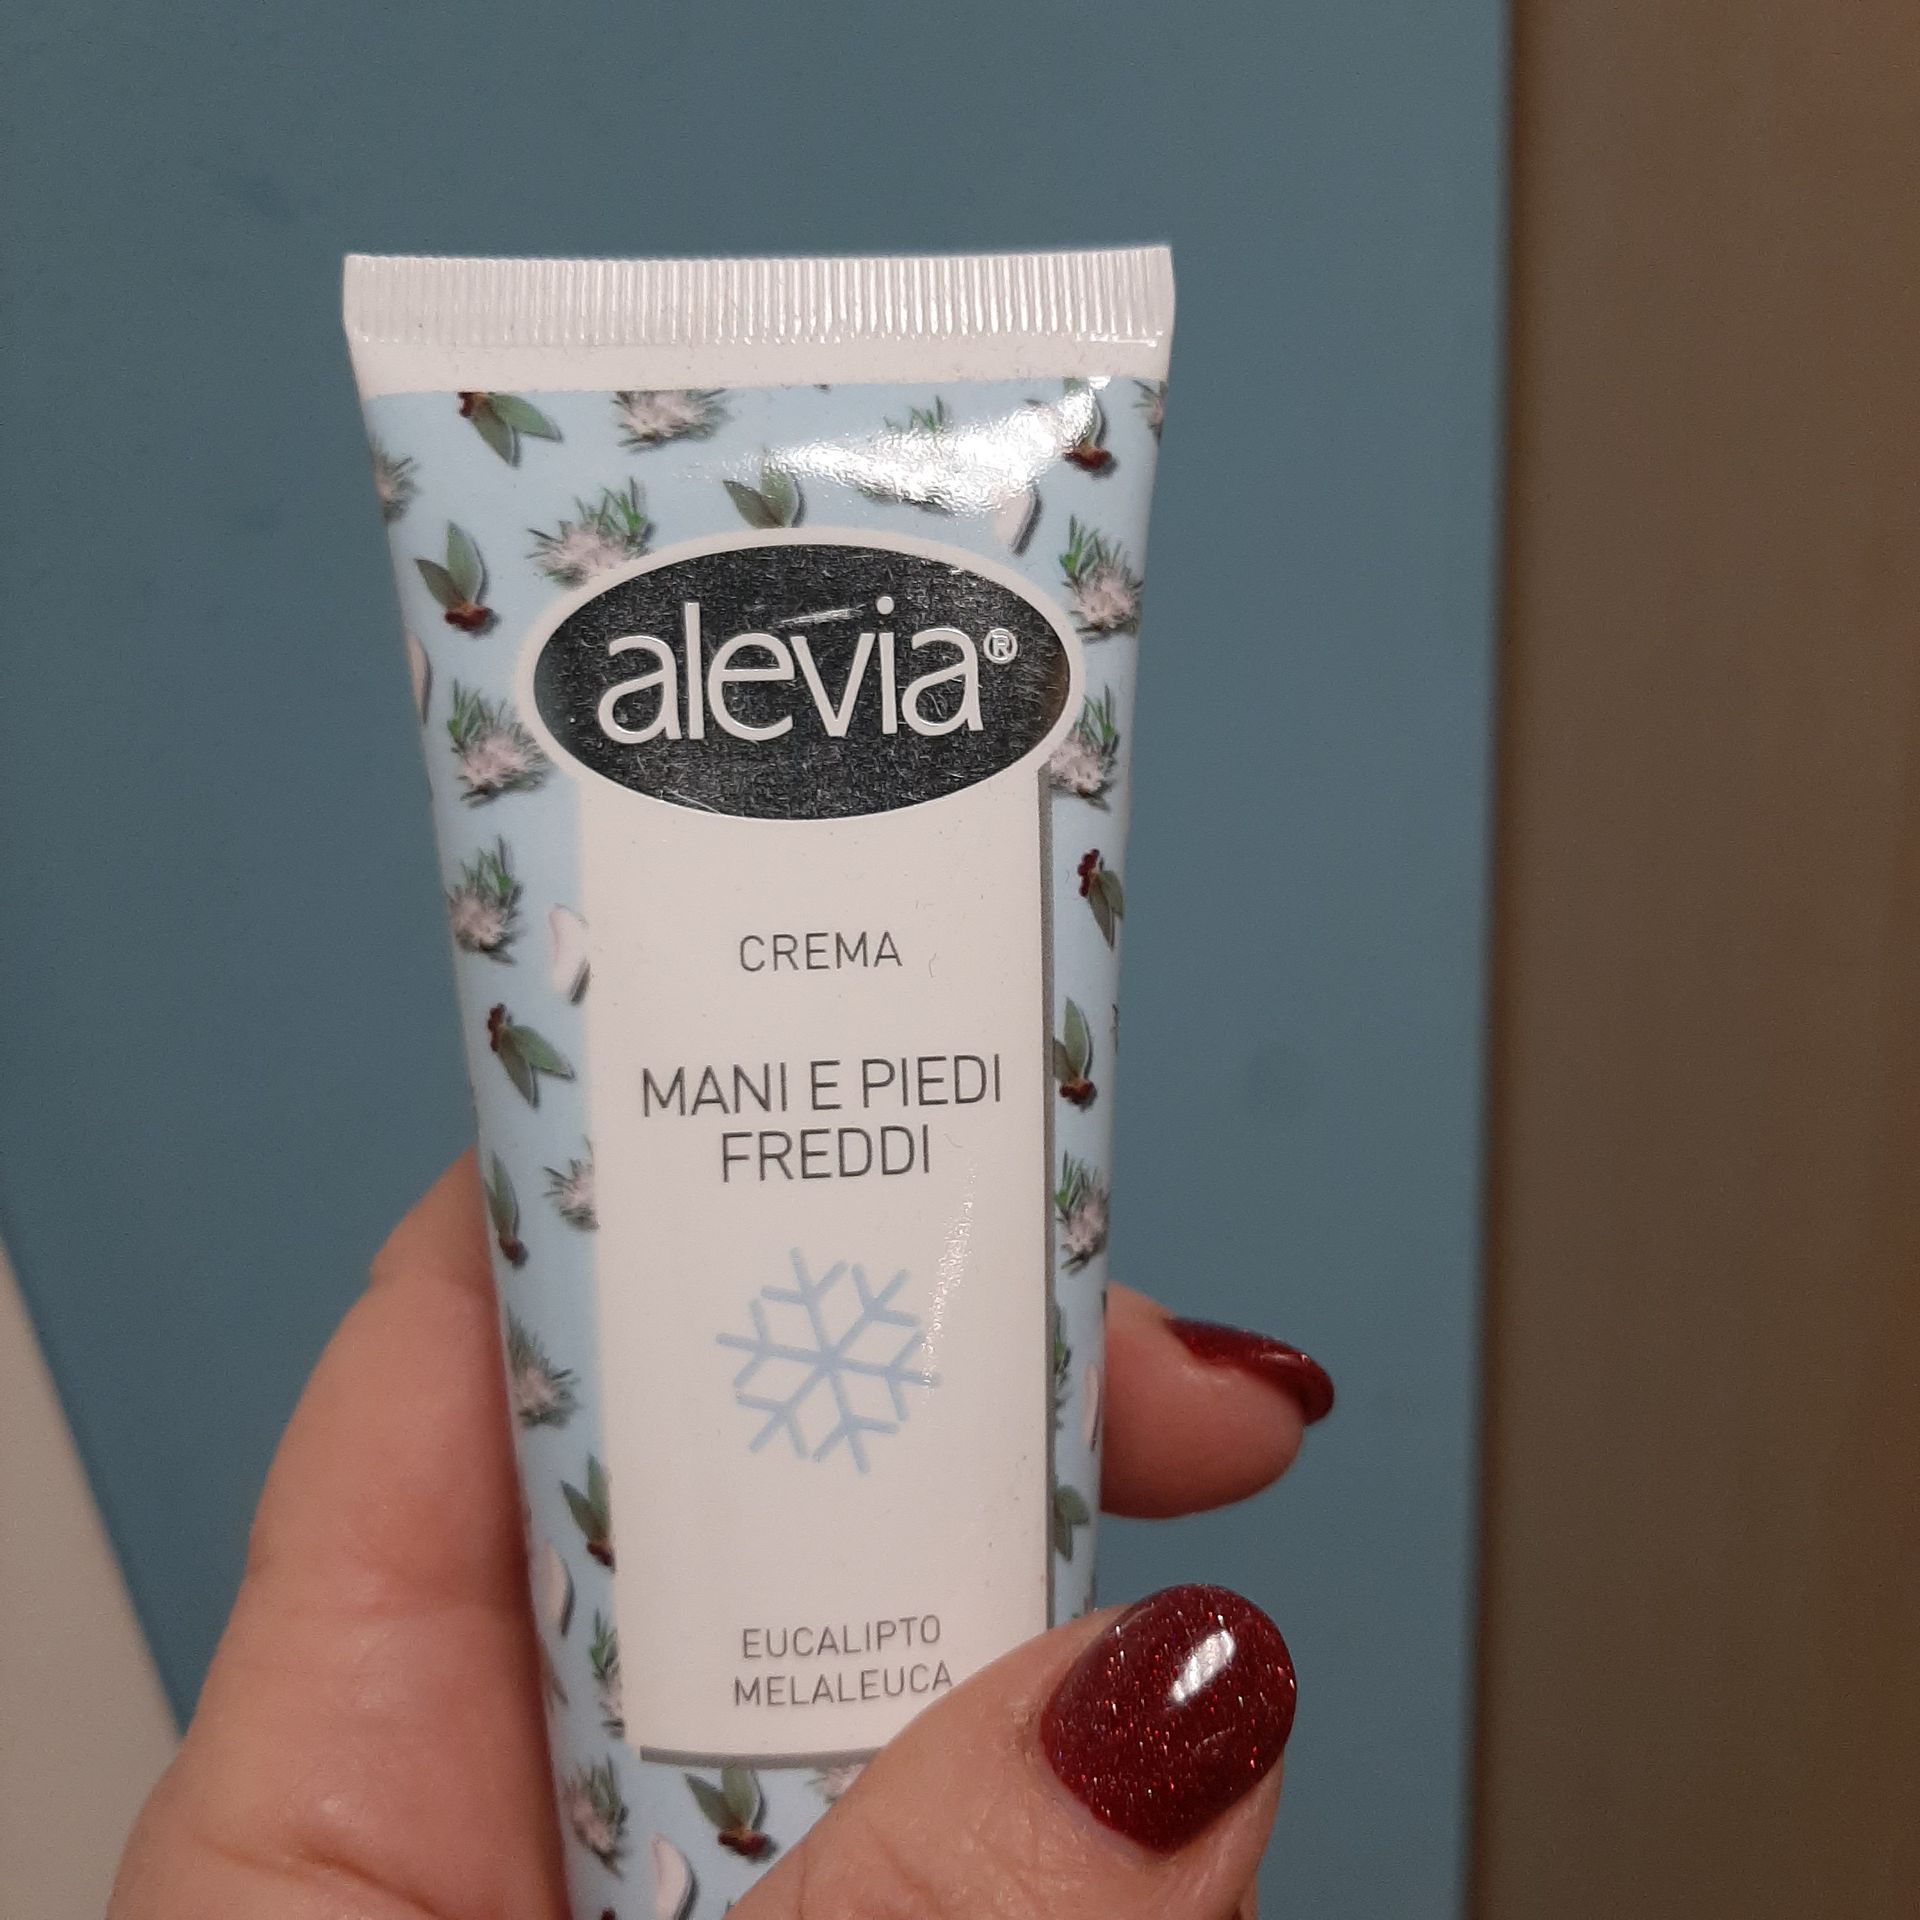 alevia®
CREMA
MANI E PIEDI
FREDDI
EUCALIPTO
MELALEUCA